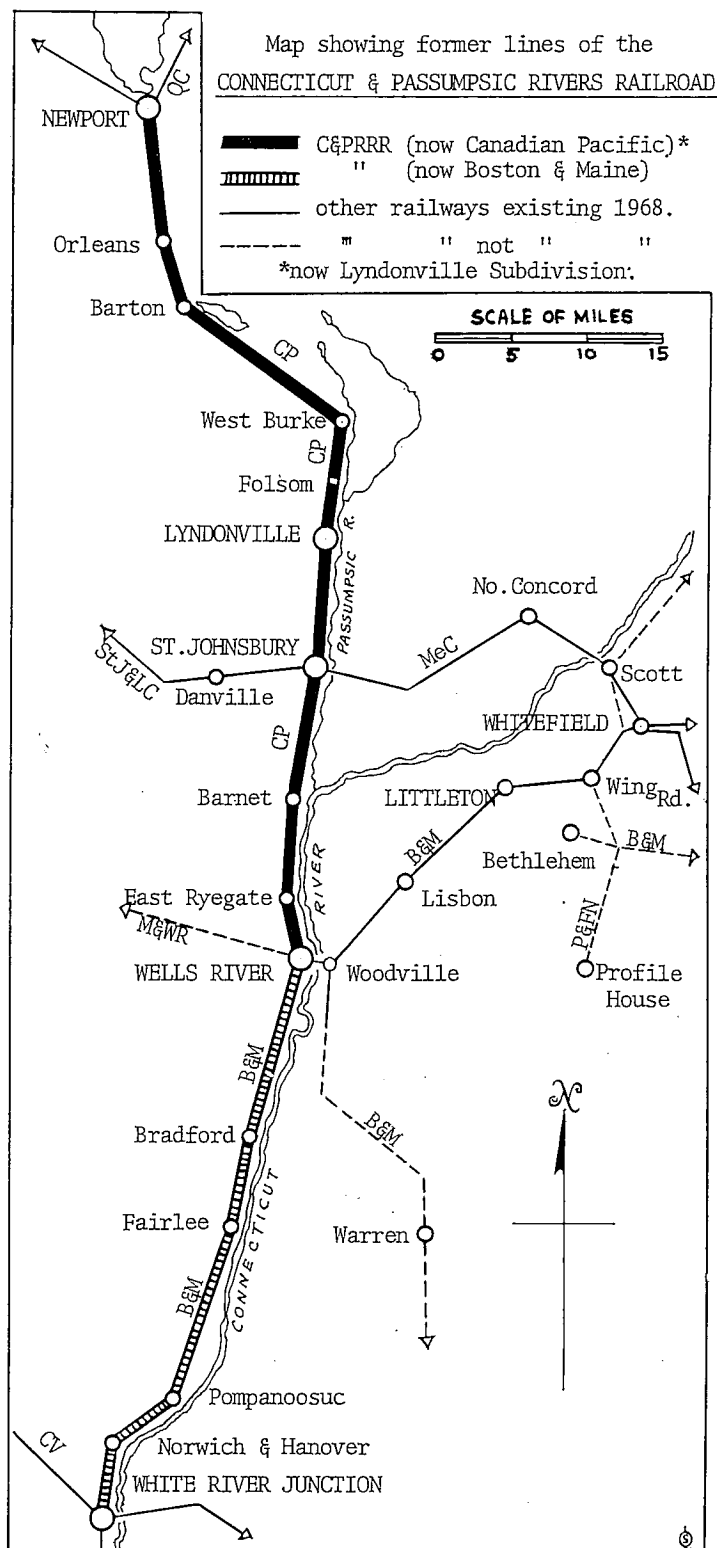 Map showing former lines of the
CONNECTICUT & PASSUMPSIC RIVERS RAILROAD
C&PRRR (now Canadian Pacific)*
" (now Boston & Maine)
other railways existing 1968.
" " not " "
*now Lyndonville Subdivision.
SCALE OF MILES
0 5 10 15
QC
NEWPORT
Orleans
Barton
CP
West Burke
CP
Folsom
LYNDONVILLE
PASSUMPSIC R.
No. Concord
ST. JOHNSBURY
MeC
StJ&LC
Danville
Scott
CP
WHITEFIELD
Barnet
LITTLETON
Wing Rd.
B&M
Bethlehem
B&M
Lisbon
East Ryegate
RIVER
M&WR
P&FN
WELLS RIVER
Woodville
Profile
House
B&M
N
Bradford
B&M
CONNECTICUT
Fairlee
Warren
B&M
Pompanoosuc
CV
Norwich & Hanover
WHITE RIVER JUNCTION
S